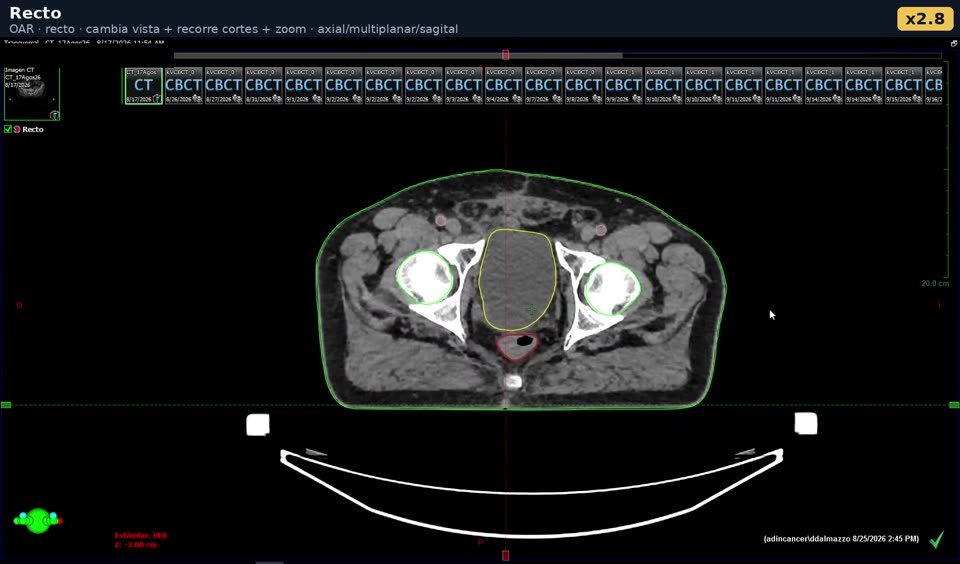 Recto
OAR · recto · cambia vista + recorre cortes + zoom · axial/multiplanar/sagital
x2.8
Transversal CT_17Agos26 8/17/2026 11:54 AM
Imagen CT
CT_17Agos26
8/17/2026
Recto
CT_17Agos kVCBCT_0 kVCBCT_0 kVCBCT_0 kVCBCT_0 kVCBCT_0 kVCBCT_0 kVCBCT_0 kVCBCT_0 kVCBCT_0 kVCBCT_0 kVCBCT_0 kVCBCT_1 kVCBCT_1 kVCBCT_1 kVCBCT_1 kVCBCT_1 kVCBCT_1 kVCBCT_1 kVCBCT_1
CT CBCT CBCT CBCT CBCT CBCT CBCT CBCT CBCT CBCT CBCT CBCT CBCT CBCT CBCT CBCT CBCT CBCT CBCT CBCT CB
8/17/2026 8/26/2026 8/27/2026 8/31/2026 9/1/2026 9/2/2026 9/2/2026 9/2/2026 9/3/2026 9/4/2026 9/7/2026 9/8/2026 9/9/2026 9/10/2026 9/10/2026 9/11/2026 9/11/2026 9/14/2026 9/14/2026 9/15/2026 9/16/2
20.0 cm
D
I
Estándar, HFS
Z: -2.00 cm
(adincancer\ddalmazzo 8/25/2026 2:45 PM)